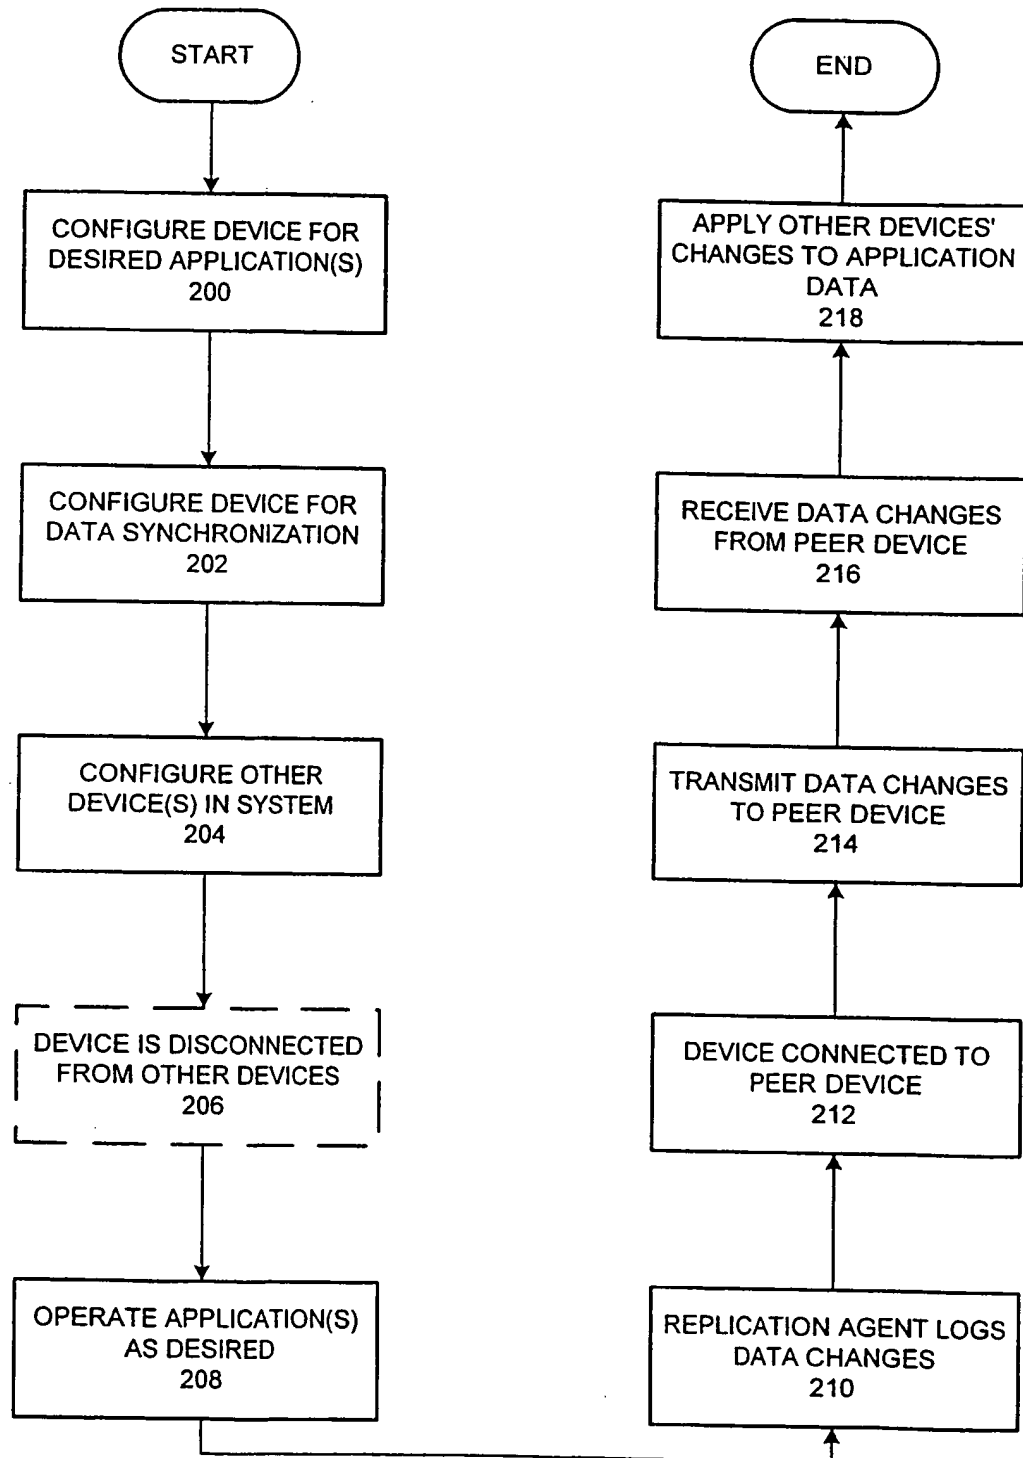 START
CONFIGURE DEVICE FOR
DESIRED APPLICATION(S)
200
CONFIGURE DEVICE FOR
DATA SYNCHRONIZATION
202
CONFIGURE OTHER
DEVICE(S) IN SYSTEM
204
DEVICE IS DISCONNECTED
FROM OTHER DEVICES
206
OPERATE APPLICATION(S)
AS DESIRED
208
REPLICATION AGENT LOGS
DATA CHANGES
210
DEVICE CONNECTED TO
PEER DEVICE
212
TRANSMIT DATA CHANGES
TO PEER DEVICE
214
RECEIVE DATA CHANGES
FROM PEER DEVICE
216
APPLY OTHER DEVICES'
CHANGES TO APPLICATION
DATA
218
END